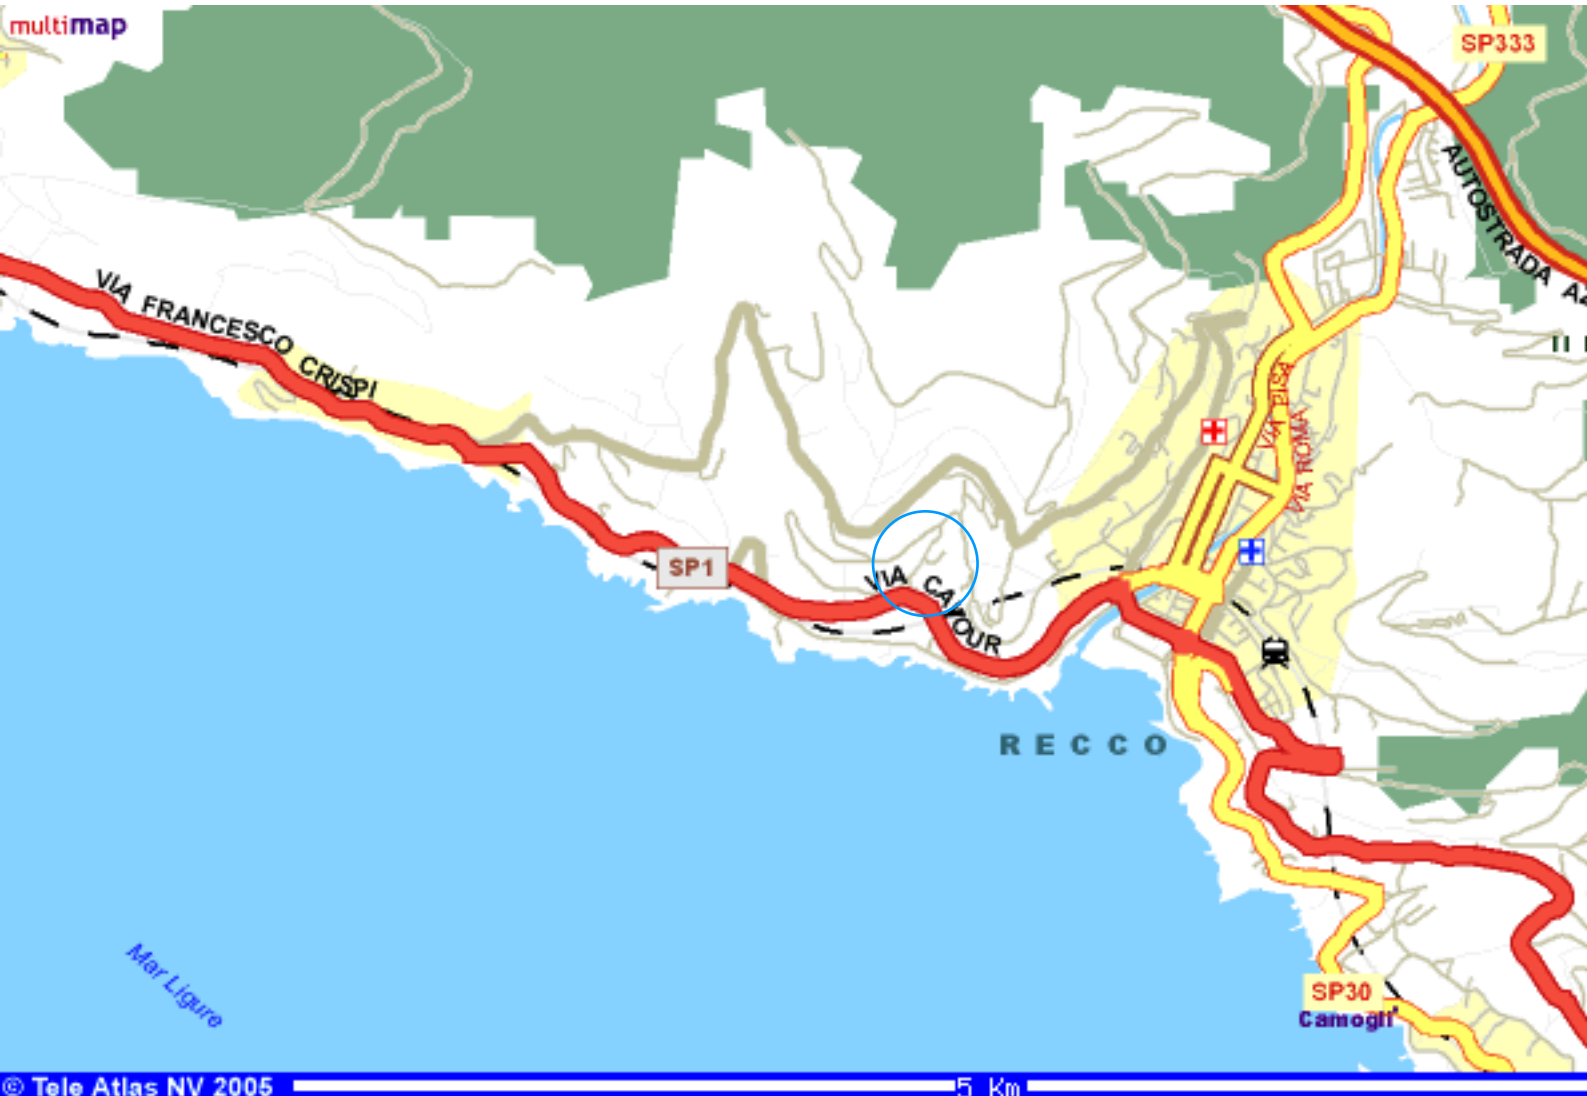 multimap
SP333
AUTOSTRADA A
VIA FRANCESCO CRISPI
VIA PISA
VIA ROMA
SP1
VIA CAVOUR
RECCO
Mar Ligure
SP30
Camogli'
© Tele Atlas NV 2005
5 Km